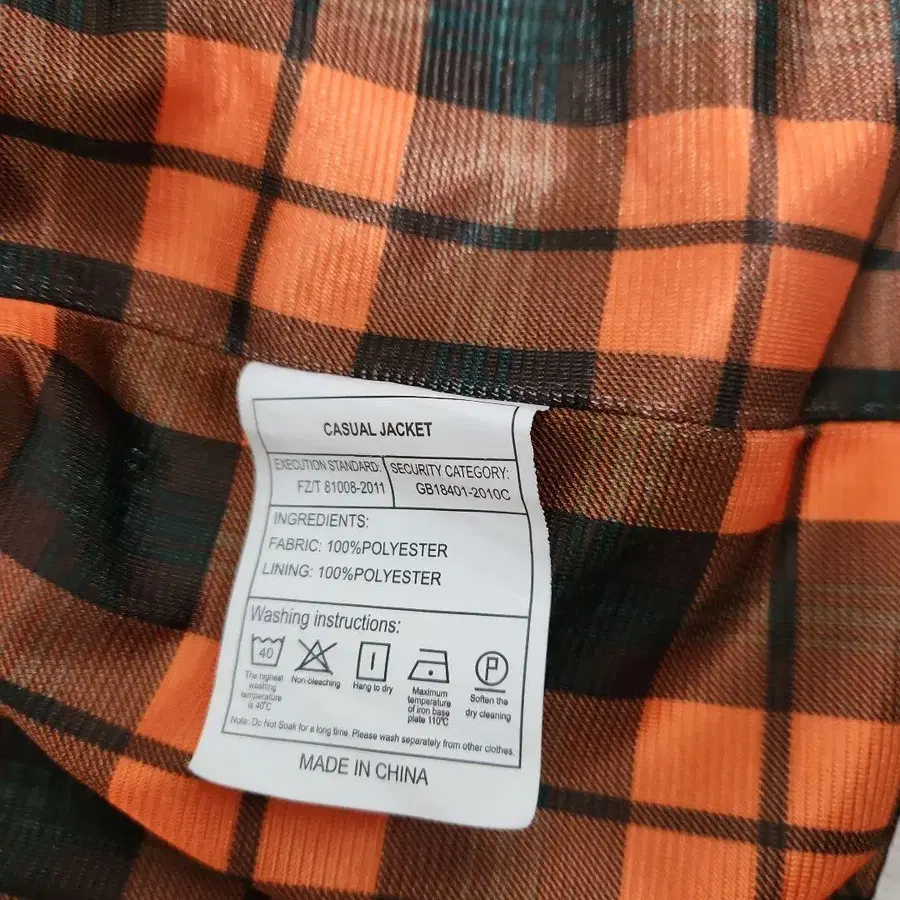 CASUAL JACKET
EXECUTION STANDARD:
FZ/T 81008-2011
SECURITY CATEGORY:
GB18401-2010C
INGREDIENTS:
FABRIC: 100%POLYESTER
LINING: 100%POLYESTER
Washing instructions:
40
The highest
washing
temperature
is 40℃
Non-bleaching
Hang to dry
Maximum
temperature
of iron base
plate 110℃
P
Soften the
dry cleaning
Note: Do Not Soak for a long time. Please wash separately from other clothes.
MADE IN CHINA